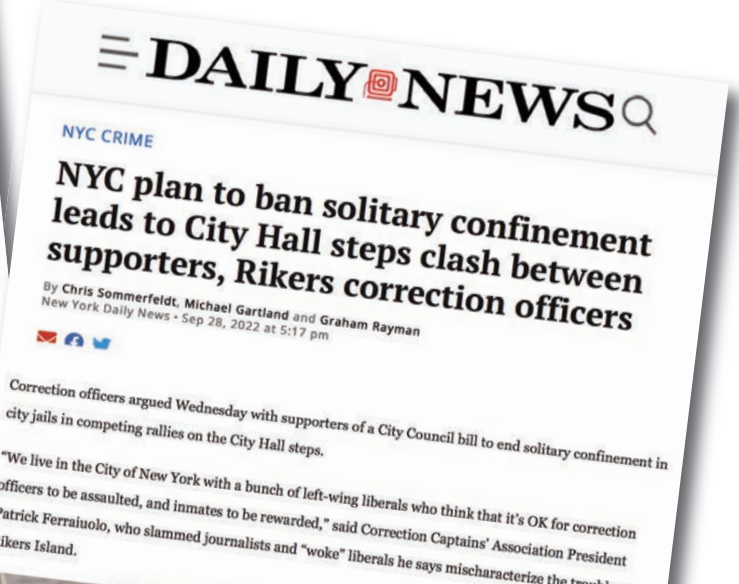 DAILY NEWS
NYC CRIME
NYC plan to ban solitary confinement
leads to City Hall steps clash between
supporters, Rikers correction officers
By Chris Sommerfeldt, Michael Gartland and Graham Rayman
New York Daily News • Sep 28, 2022 at 5:17 pm
Correction officers argued Wednesday with supporters of a City Council bill to end solitary confinement in
city jails in competing rallies on the City Hall steps.
“We live in the City of New York with a bunch of left-wing liberals who think that it’s OK for correction
officers to be assaulted, and inmates to be rewarded,” said Correction Captains’ Association President
Patrick Ferraiuolo, who slammed journalists and “woke” liberals he says mischaracterize the
ikers Island.